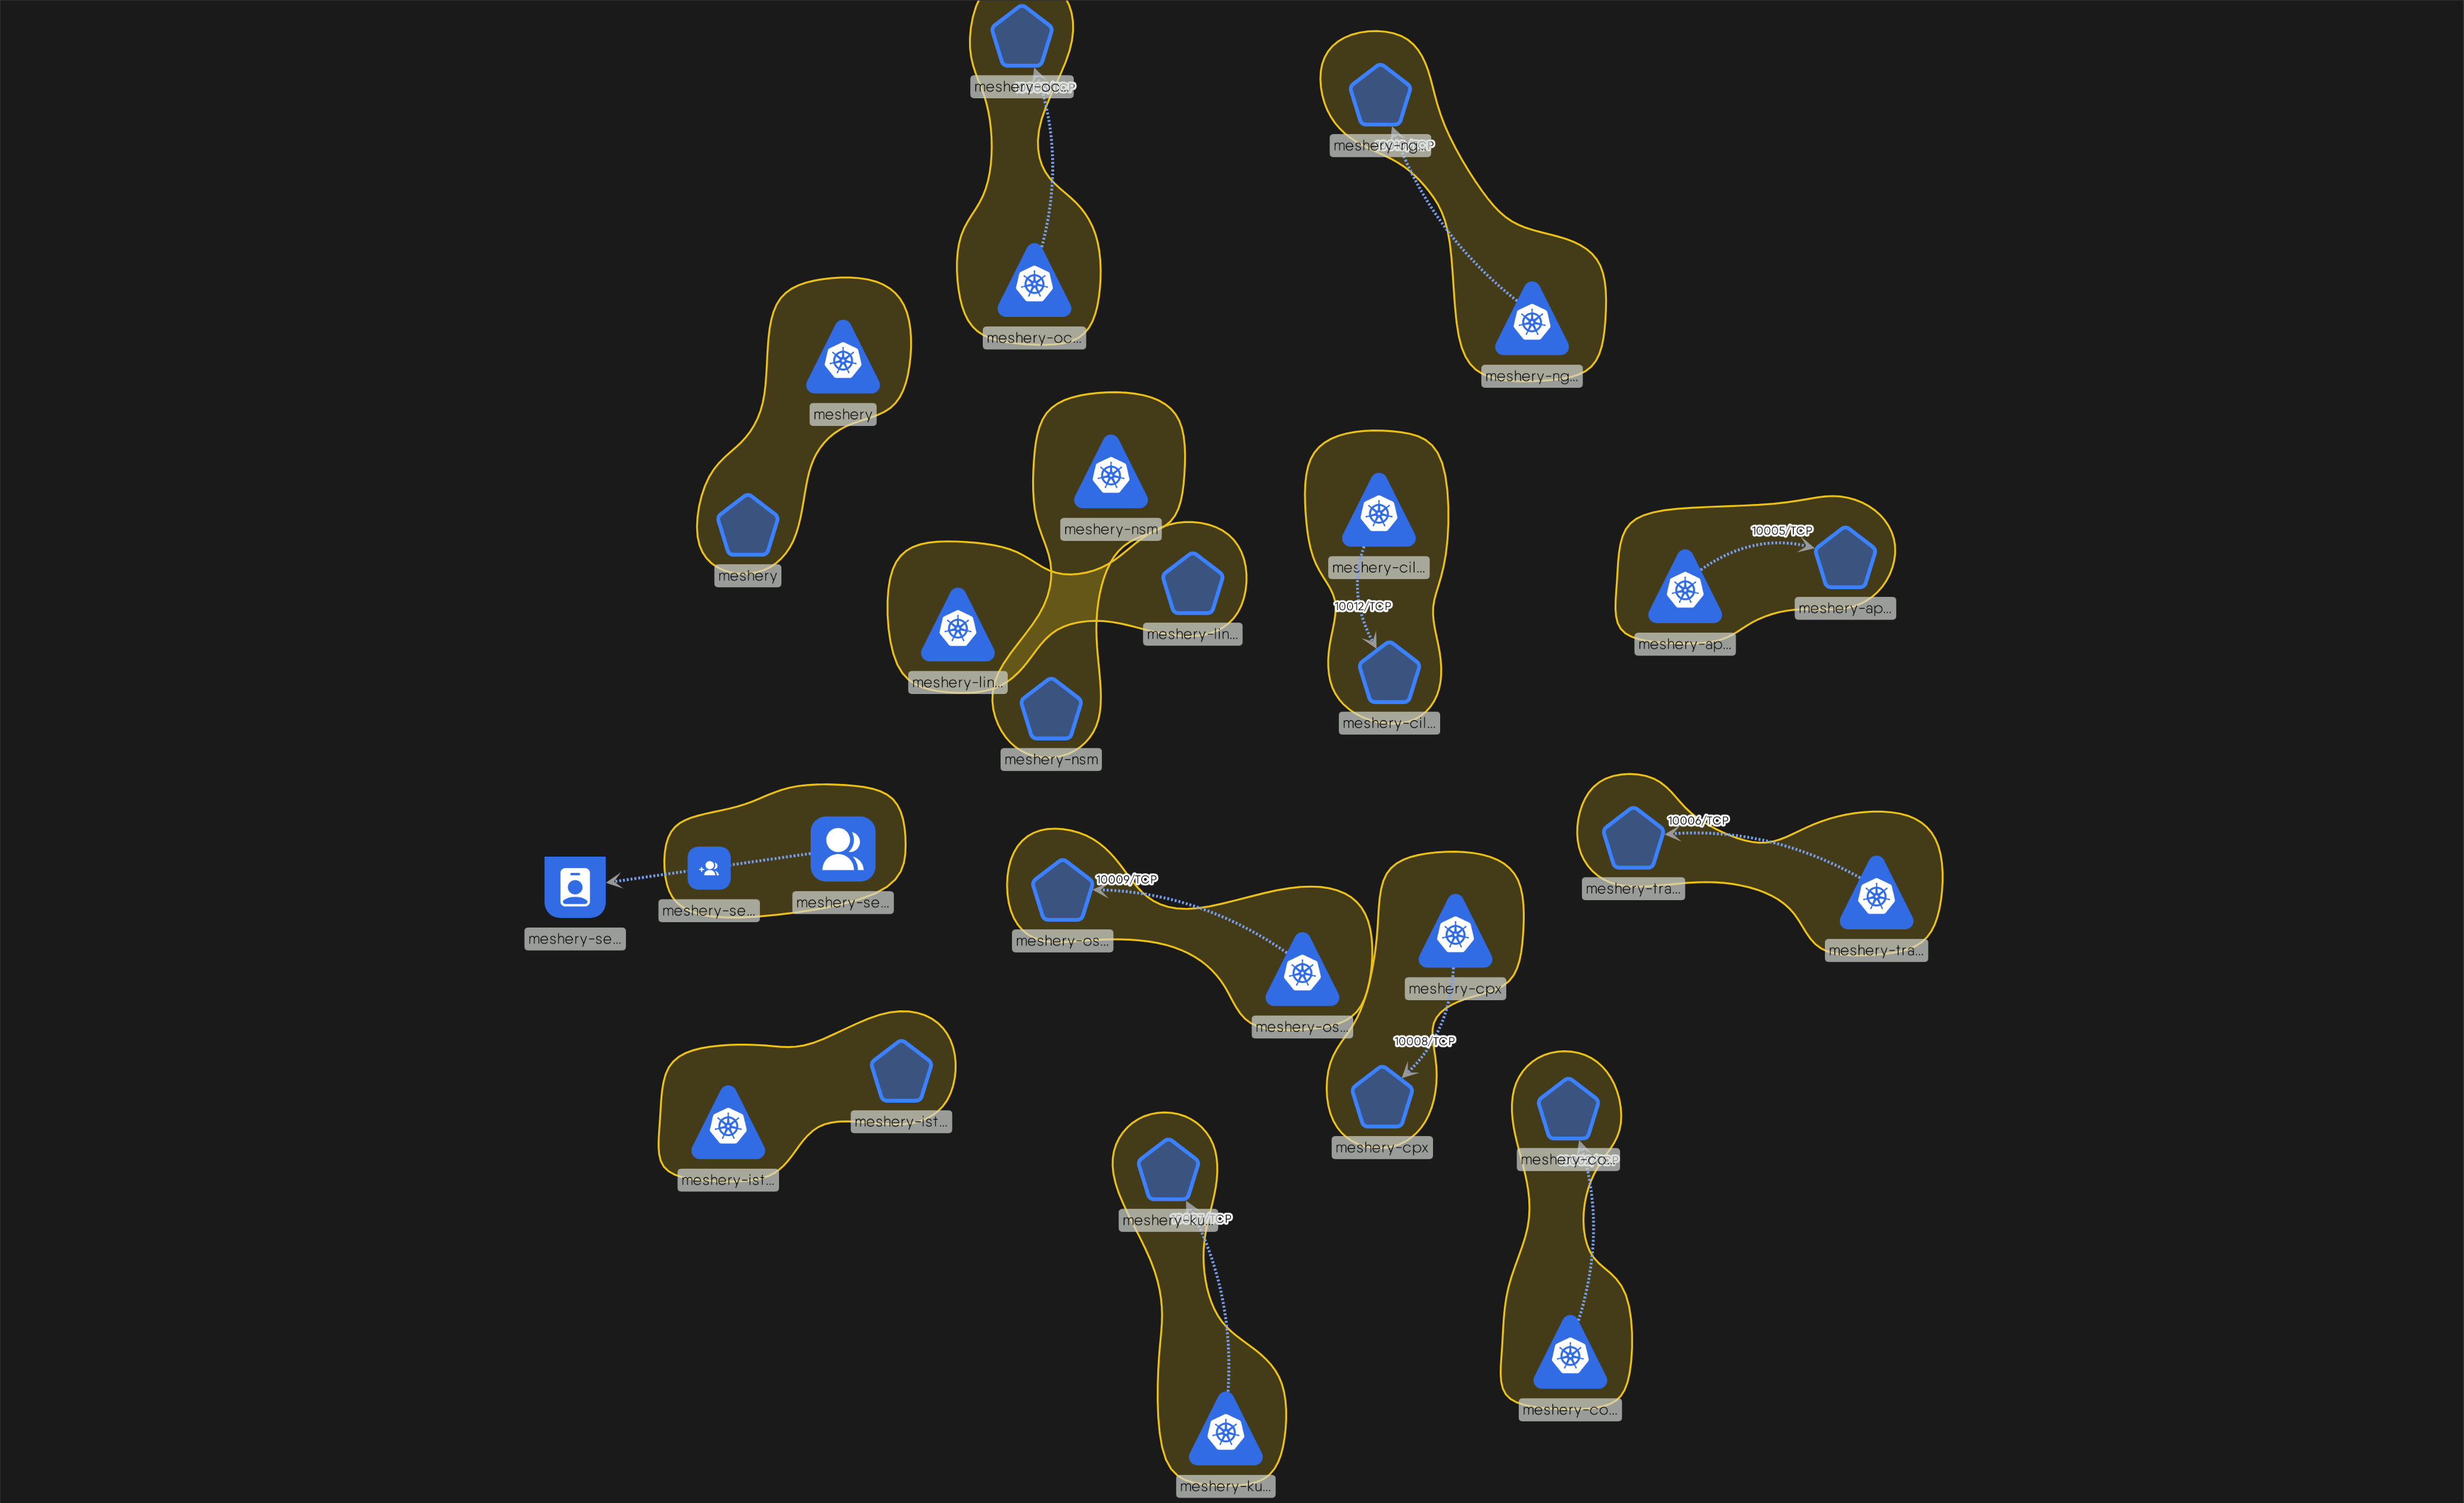 meshery-oc...
meshery-ng...
meshery-oc...
meshery-ng...
meshery
meshery-nsm
meshery-cil...
10005/TCP
meshery
10012/TCP
meshery-ap...
meshery-lin...
meshery-ap...
meshery-lin...
meshery-cil...
meshery-nsm
10006/TCP
10009/TCP
meshery-tra...
meshery-se...
meshery-se...
meshery-se...
meshery-os...
meshery-tra...
meshery-cpx
meshery-os...
10008/TCP
meshery-ist...
meshery-cpx
meshery-co...
meshery-ist...
meshery-ku...
meshery-co...
meshery-ku...